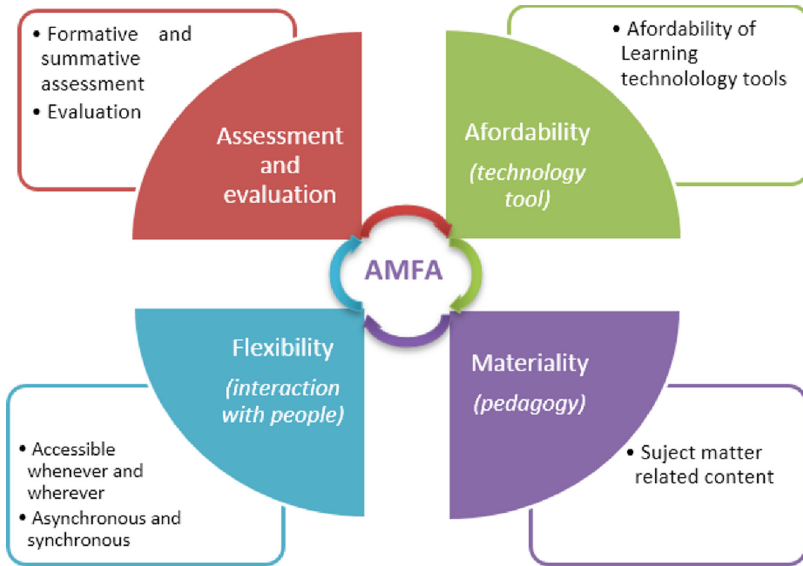 • Formative and
summative
assessment
• Evaluation
Assessment
and
evaluation
• Afordability of
Learning
technolology tools
Afordability
(technology
tool)
AMFA
Flexibility
(interaction
with people)
• Accessible
whenever and
wherever
• Asynchronous and
synchronous
Materiality
(pedagogy)
• Suject matter
related content